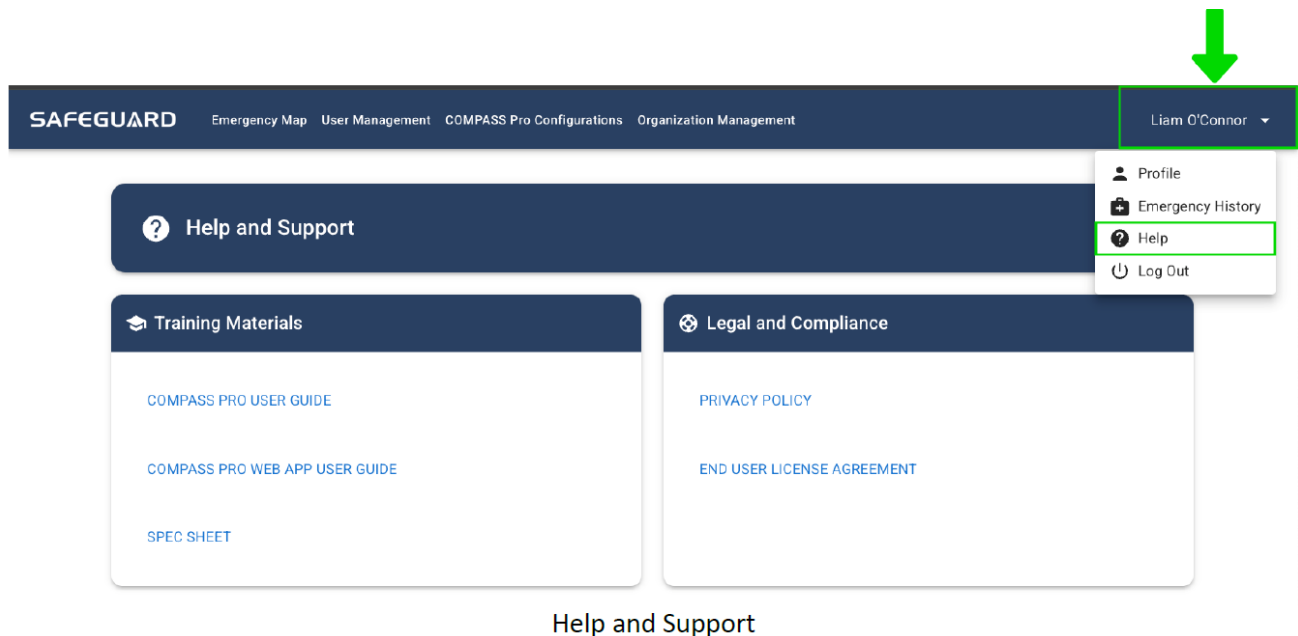 SAFEGUARD Emergency Map User Management COMPASS Pro Configurations Organization Management Liam O'Connor
Profile
Emergency History
Help
Log Out
Help and Support
Training Materials
COMPASS PRO USER GUIDE
COMPASS PRO WEB APP USER GUIDE
SPEC SHEET
Legal and Compliance
PRIVACY POLICY
END USER LICENSE AGREEMENT
Help and Support